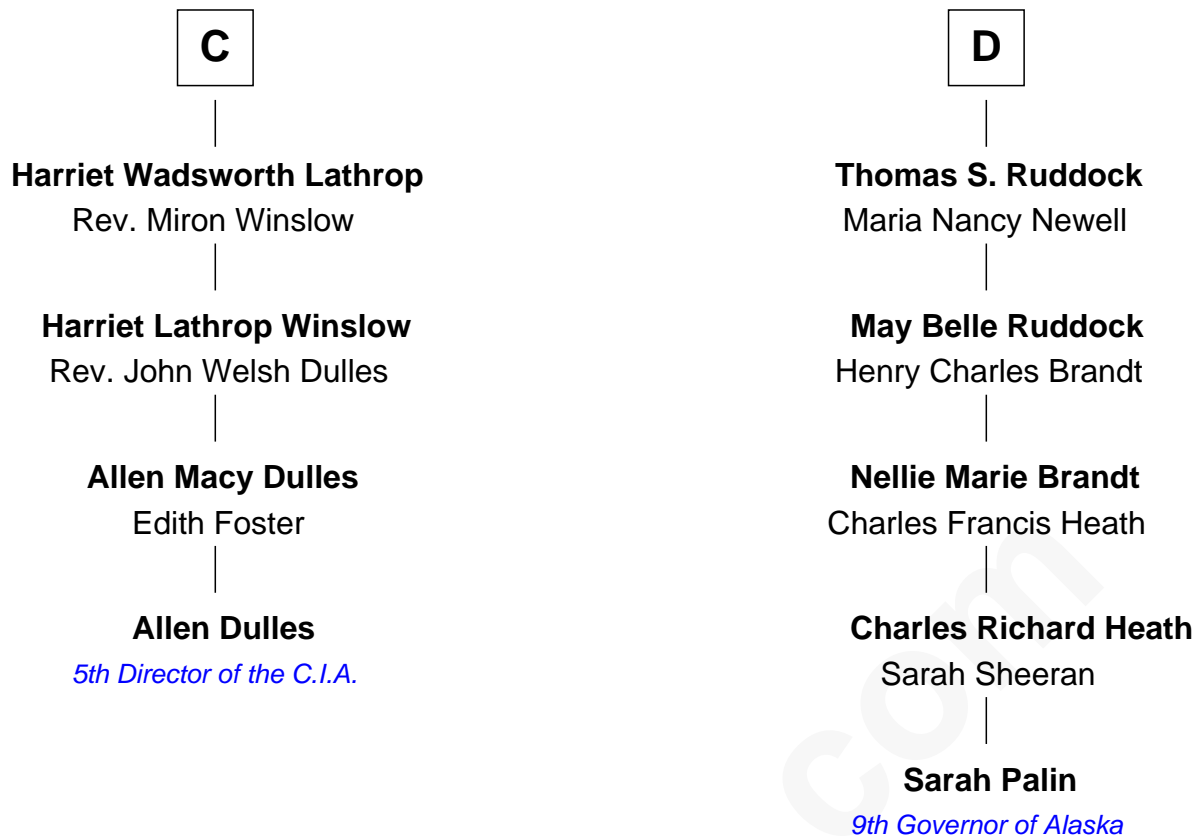 C
Harriet Wadsworth Lathrop
Rev. Miron Winslow
Harriet Lathrop Winslow
Rev. John Welsh Dulles
Allen Macy Dulles
Edith Foster
Allen Dulles
5th Director of the C.I.A.
D
Thomas S. Ruddock
Maria Nancy Newell
May Belle Ruddock
Henry Charles Brandt
Nellie Marie Brandt
Charles Francis Heath
Charles Richard Heath
Sarah Sheeran
Sarah Palin
9th Governor of Alaska
com